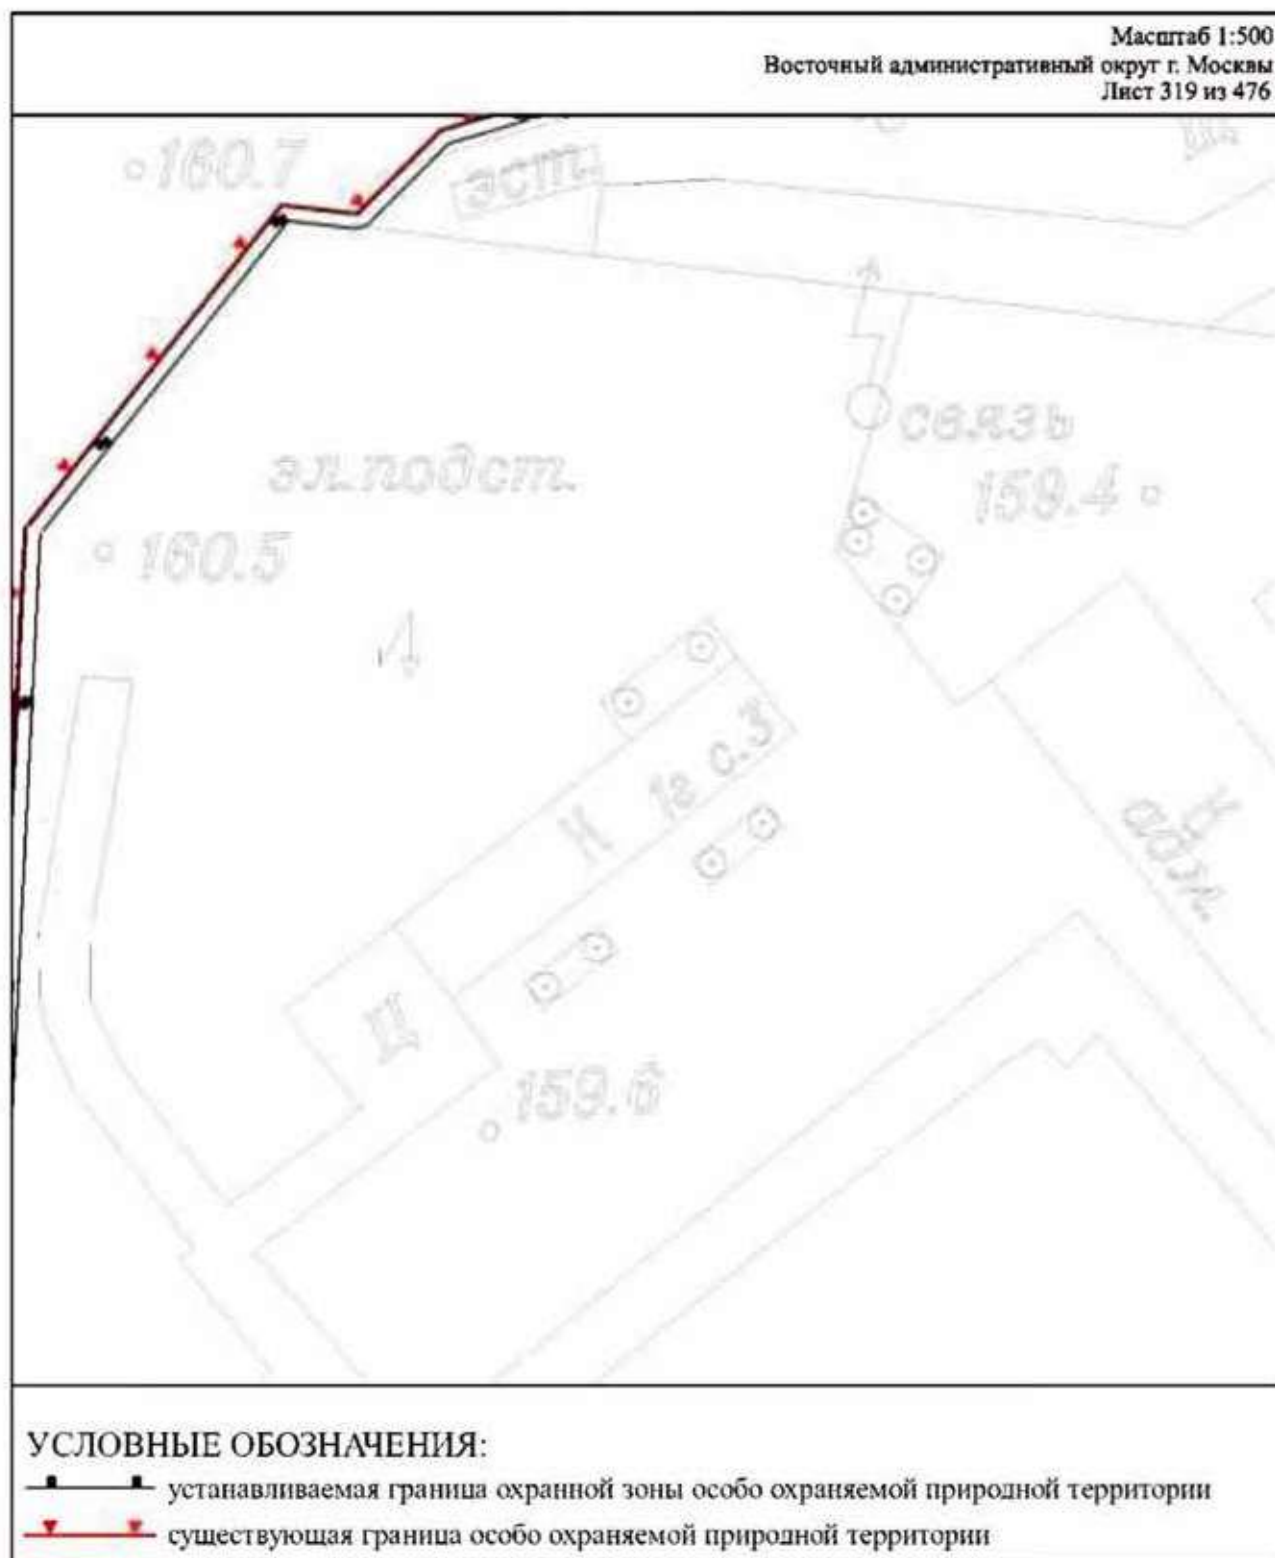 Масштаб 1:500
Восточный административный округ г. Москвы
Лист 319 из 476
160.7
эст.
связь
эл.подст.
159.4
160.5
1г с.3
Н
адм.
Ц
159.6
УСЛОВНЫЕ ОБОЗНАЧЕНИЯ:
устанавливаемая граница охранной зоны особо охраняемой природной территории
существующая граница особо охраняемой природной территории